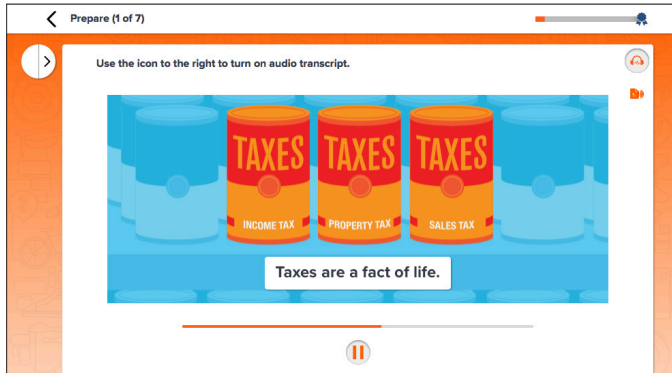 Prepare (1 of 7)
Use the icon to the right to turn on audio transcript.
TAXES TAXES TAXES
INCOME TAX PROPERTY TAX SALES TAX
Taxes are a fact of life.